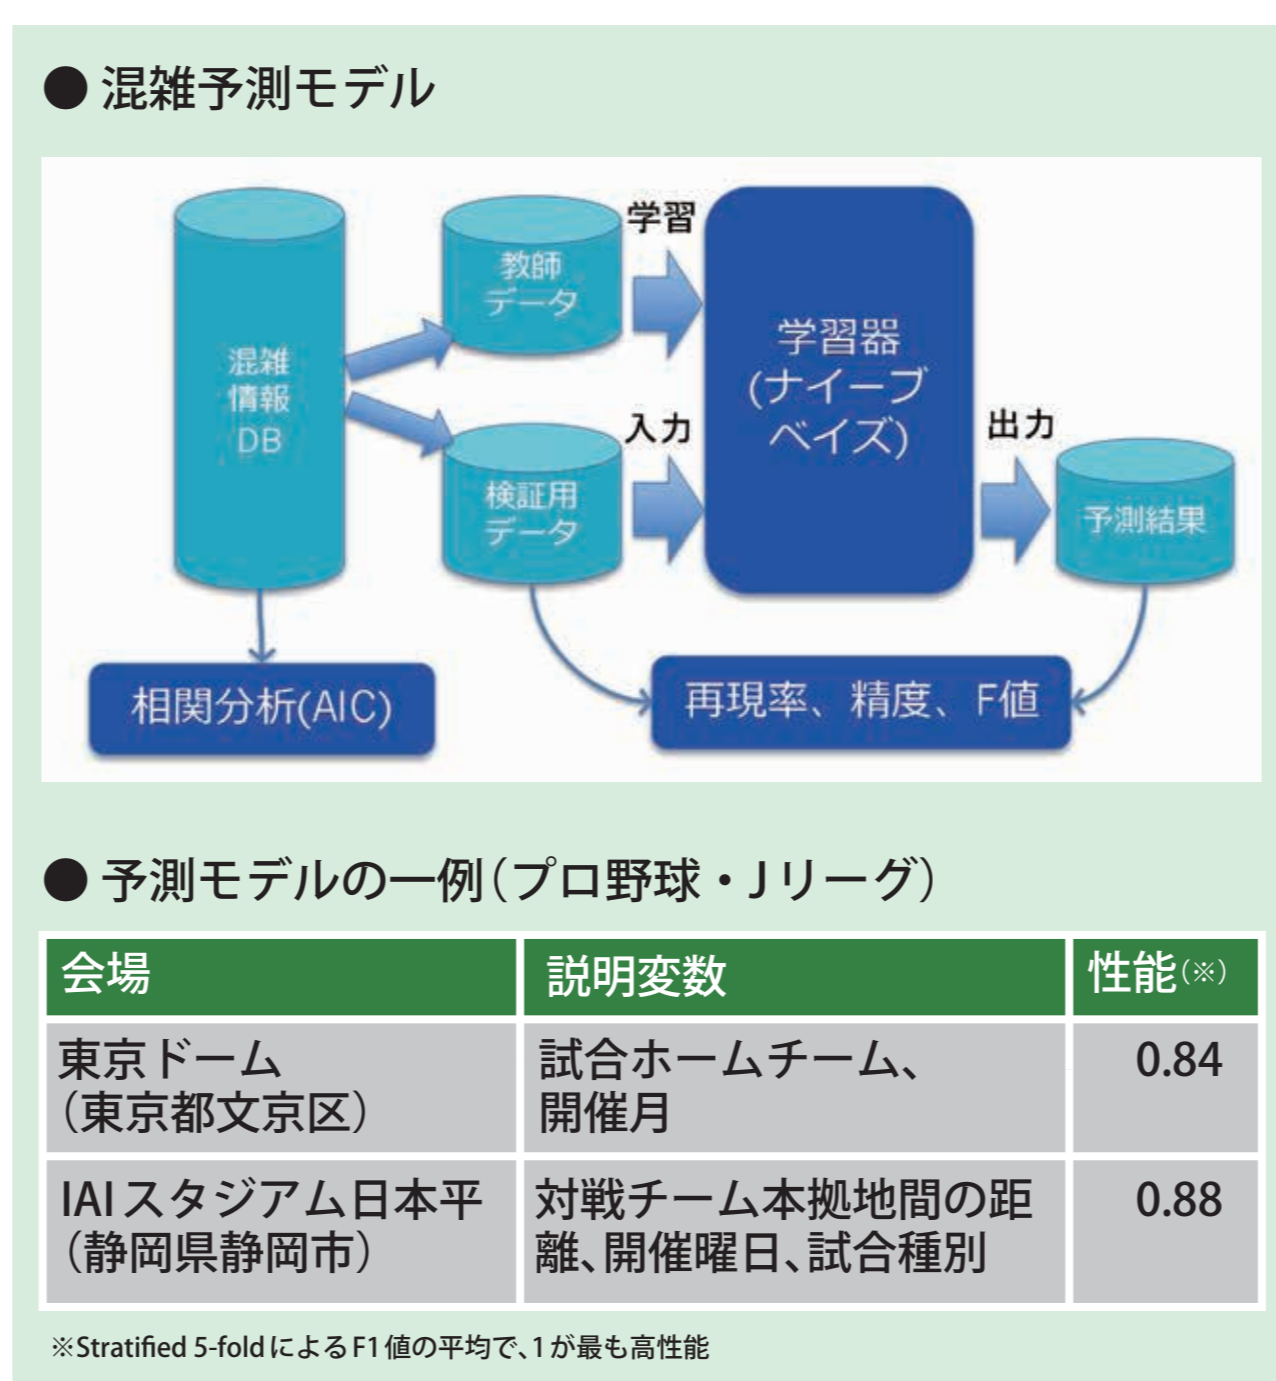 ● 混雑予測モデル
混雑
情報
DB
教師
データ
学習
検証用
データ
入力
学習器
(ナイーブ
ベイズ)
出力
予測結果
相関分析(AIC)
再現率、精度、F値
● 予測モデルの一例(プロ野球・Jリーグ)
会場 説明変数 性能(※)
東京ドーム 試合ホームチーム、 0.84
(東京都文京区) 開催月
IAIスタジアム日本平 対戦チーム本拠地間の距 0.88
(静岡県静岡市) 離、開催曜日、試合種別
※Stratified 5-foldによるF1値の平均で、1が最も高性能